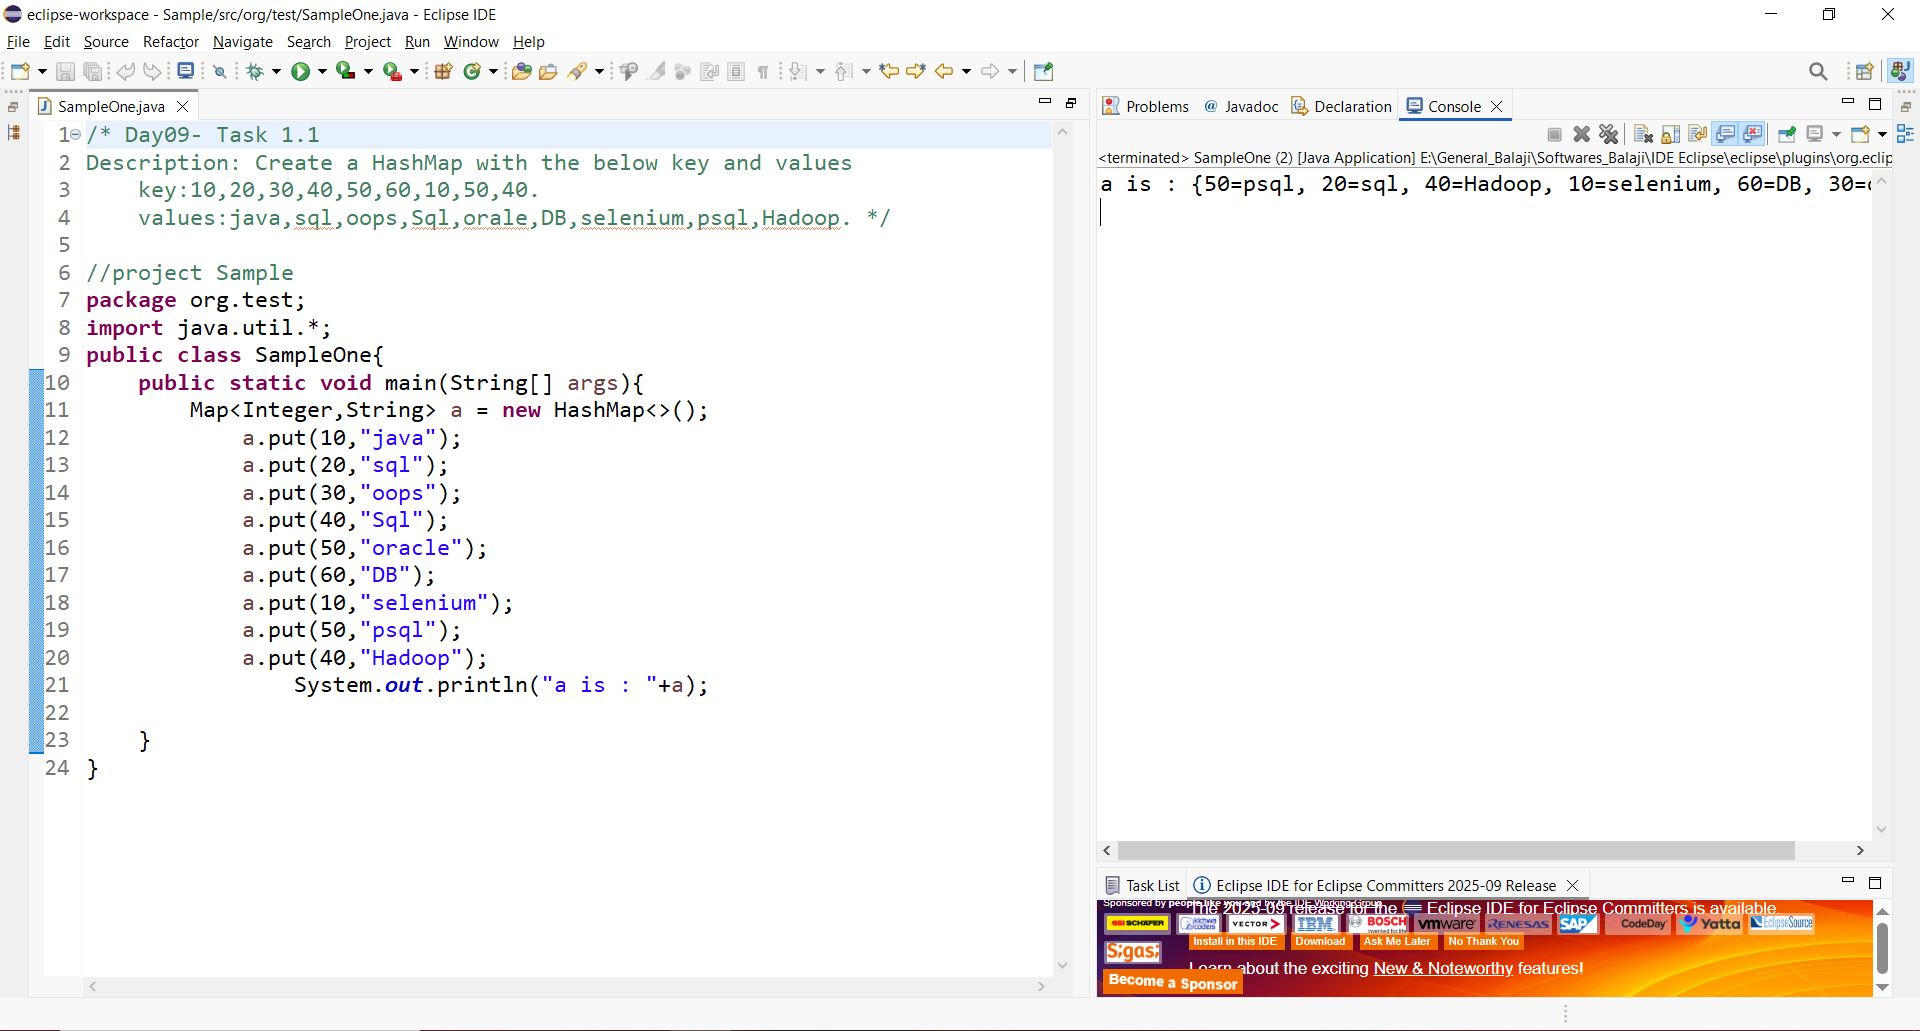 eclipse-workspace - Sample/src/org/test/SampleOne.java - Eclipse IDE
File Edit Source Refactor Navigate Search Project Run Window Help
SampleOne.java
1 /* Day09- Task 1.1
2 Description: Create a HashMap with the below key and values
3     key:10,20,30,40,50,60,10,50,40.
4     values:java,sql,oops,Sql,orale,DB,selenium,psql,Hadoop. */
5
6 //project Sample
7 package org.test;
8 import java.util.*;
9 public class SampleOne{
10     public static void main(String[] args){
11         Map<Integer,String> a = new HashMap<>();
12             a.put(10,"java");
13             a.put(20,"sql");
14             a.put(30,"oops");
15             a.put(40,"Sql");
16             a.put(50,"oracle");
17             a.put(60,"DB");
18             a.put(10,"selenium");
19             a.put(50,"psql");
20             a.put(40,"Hadoop");
21                 System.out.println("a is : "+a);
22
23     }
24 }
Problems Javadoc Declaration Console
<terminated> SampleOne (2) [Java Application] E:\General_Balaji\Softwares_Balaji\IDE Eclipse\eclipse\plugins\org.eclip
a is : {50=psql, 20=sql, 40=Hadoop, 10=selenium, 60=DB, 30=
Task List Eclipse IDE for Eclipse Committers 2025-09 Release
Sponsored by people like you and by the IDE Working Group
The 2025-09 release for the Eclipse IDE for Eclipse Committers is available
SSI SCHAFER VECTOR IBM BOSCH vmware RENESAS SAP CodeDay Yatta EclipseSource
Install in this IDE Download Ask Me Later No Thank You
S;gas;
Learn about the exciting New & Noteworthy features!
Become a Sponsor